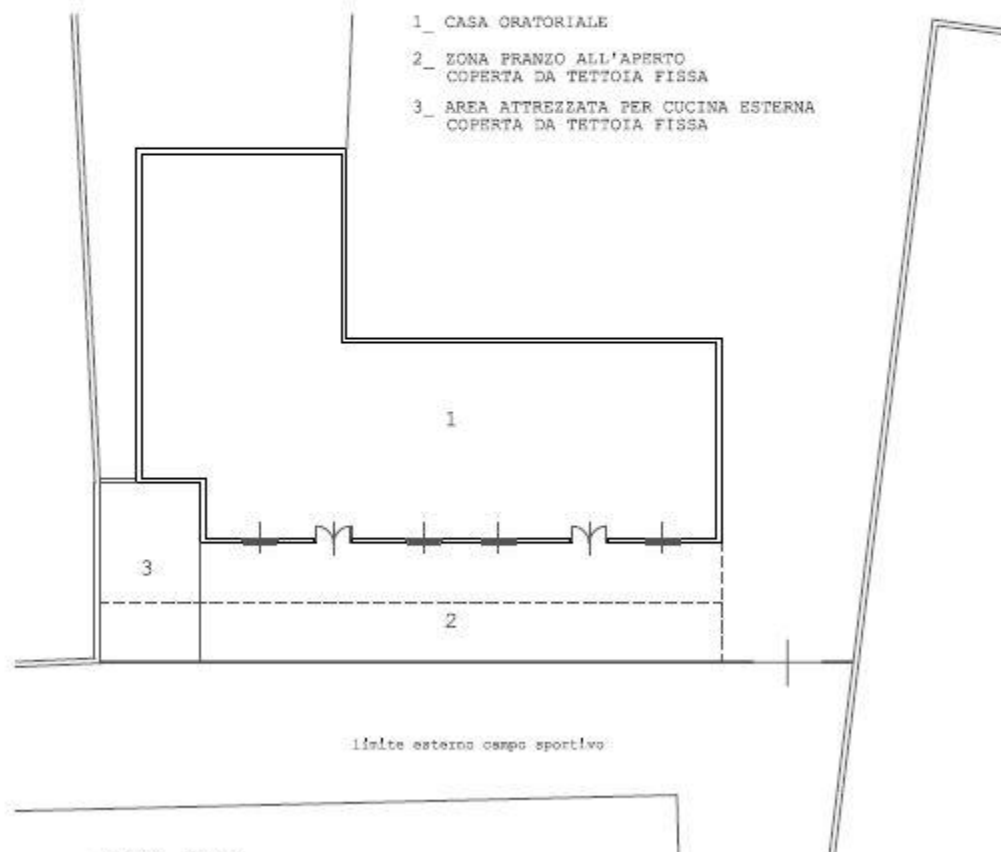 1_ CASA ORATORIALE
2_ ZONA PRANZO ALL'APERTO
COPERTA DA TETTOIA FISSA
3_ AREA ATTREZZATA PER CUCINA ESTERNA
COPERTA DA TETTOIA FISSA
1
3
2
limite esterno campo sportivo